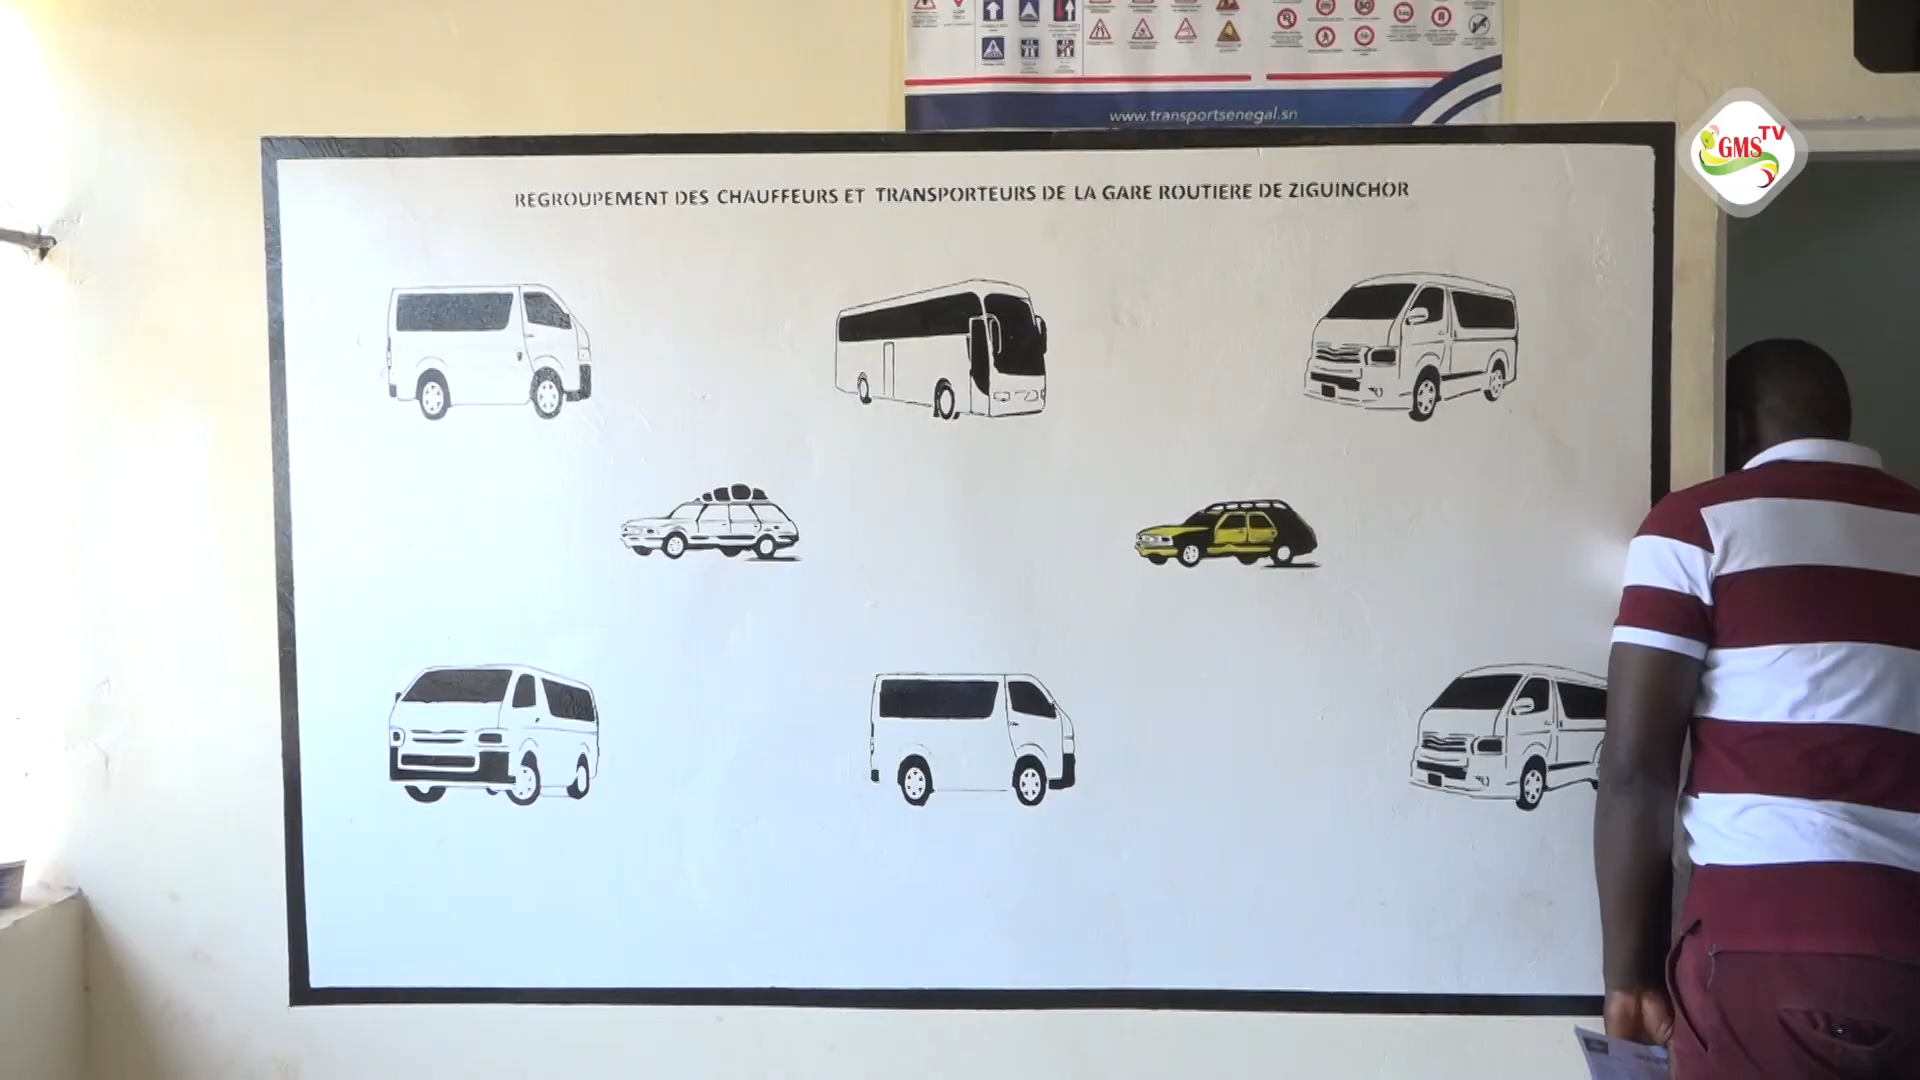 www.transportsenegal.sn
GMS TV
REGROUPEMENT DES CHAUFFEURS ET TRANSPORTEURS DE LA GARE ROUTIERE DE ZIGUINCHOR